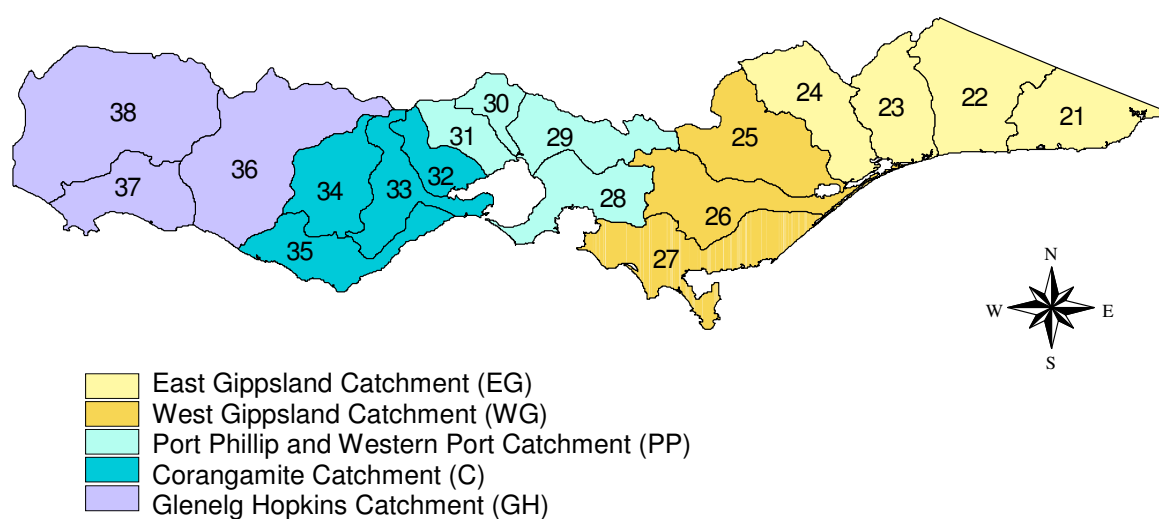 38
37
36
34
35
33
32
31
30
29
28
27
26
25
24
23
22
21
N
W
E
S
East Gippsland Catchment (EG)
West Gippsland Catchment (WG)
Port Phillip and Western Port Catchment (PP)
Corangamite Catchment (C)
Glenelg Hopkins Catchment (GH)